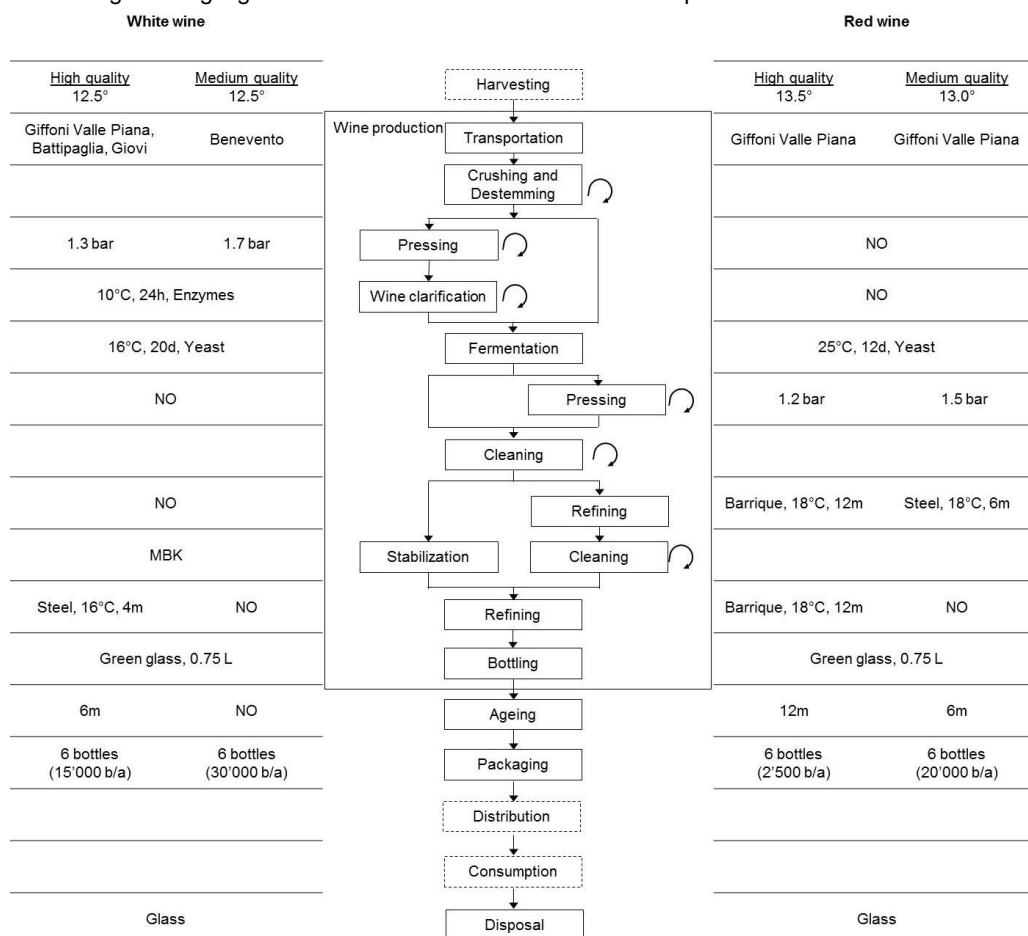 White wine
Red wine
High quality
12.5°
Medium quality
12.5°
Harvesting
High quality
13.5°
Medium quality
13.0°
Giffoni Valle Piana,
Battipaglia, Giovi
Benevento
Wine production
Transportation
Giffoni Valle Piana
Giffoni Valle Piana
Crushing and
Destemming
1.3 bar
1.7 bar
Pressing
NO
10°C, 24h, Enzymes
Wine clarification
NO
16°C, 20d, Yeast
Fermentation
25°C, 12d, Yeast
NO
Pressing
1.2 bar
1.5 bar
Cleaning
NO
Refining
Barrique, 18°C, 12m
Steel, 18°C, 6m
MBK
Stabilization
Cleaning
Steel, 16°C, 4m
NO
Refining
Barrique, 18°C, 12m
NO
Green glass, 0.75 L
Bottling
Green glass, 0.75 L
6m
NO
Ageing
12m
6m
6 bottles
(15'000 b/a)
6 bottles
(30'000 b/a)
Packaging
6 bottles
(2'500 b/a)
6 bottles
(20'000 b/a)
Distribution
Consumption
Glass
Disposal
Glass